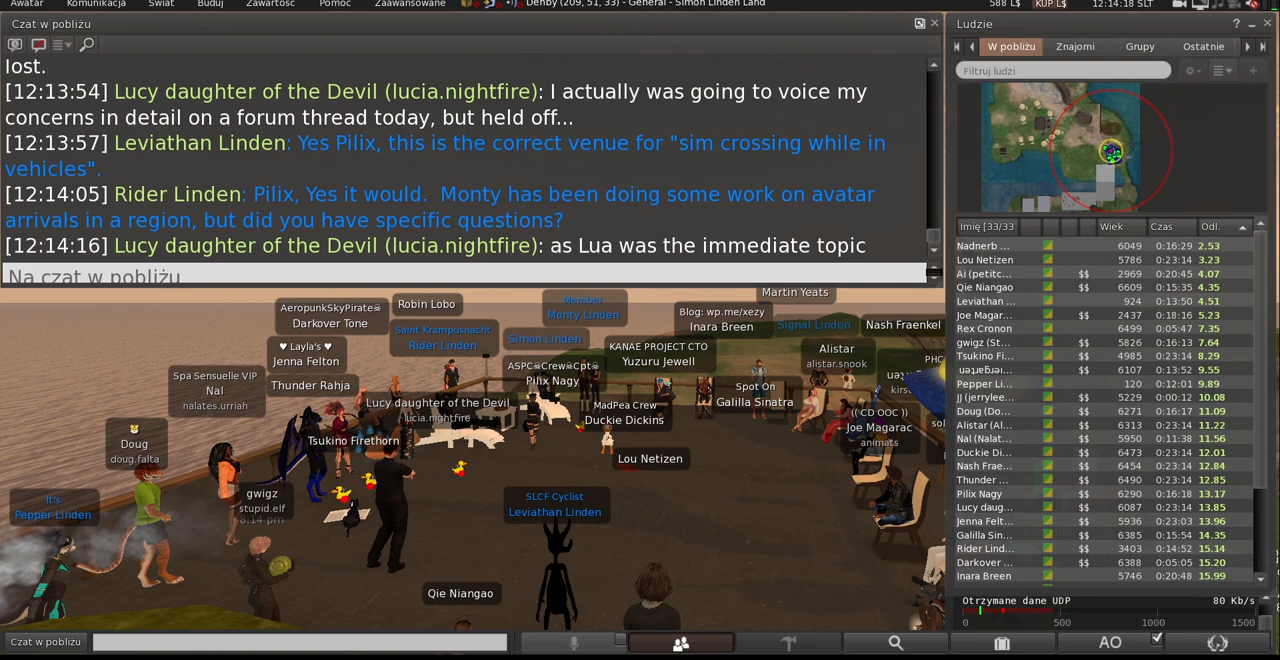 Awatar Komunikacja Świat Buduj Zawartość Pomoc Zaawansowane Denby (209, 51, 33) - General - Simon Linden Land 588 L$ KUP L$ 12:14:18 SLT
Czat w pobliżu
lost.
[12:13:54] Lucy daughter of the Devil (lucia.nightfire): I actually was going to voice my
concerns in detail on a forum thread today, but held off...
[12:13:57] Leviathan Linden: Yes Pilix, this is the correct venue for "sim crossing while in
vehicles".
[12:14:05] Rider Linden: Pilix, Yes it would. Monty has been doing some work on avatar
arrivals in a region, but did you have specific questions?
[12:14:16] Lucy daughter of the Devil (lucia.nightfire): as Lua was the immediate topic
Na czat w pobliżu
Martin Yeats
AeropunkSkyPirate
Darkover Tone
Robin Lobo
Member
Monty Linden
Blog: wp.me/xezy
Inara Breen
Signal Linden
Nash Fraenkel
Saint Krampusnacht
Rider Linden
Simon Linden
♥ Layla's ♥
Jenna Felton
KANAE PROJECT CTO
Yuzuru Jewell
Alistar
alistar.snook
PHC
kirs
ASPC Crew Cpt
Pilix Nagy
Spa Sensuelle VIP
Nal
nalates.urriah
Thunder Rahja
Spot On
Galilla Sinatra
Lucy daughter of the Devil
lucia.nightfire
MadPea Crew
Duckie Dickins
(( CD OOC ))
Joe Magarac
animats
sol
Doug
doug.falta
Tsukino Firethorn
Lou Netizen
It's
Pepper Linden
gwigz
stupid.elf
8:14 pm
SLCF Cyclist
Leviathan Linden
Qie Niangao
Czat w pobliżu
Ludzie
? _ ×
W pobliżu Znajomi Grupy Ostatnie
Filtruj ludzi
Imię [33/33 Wiek Czas Odl.
Nadnerb ... 6049 0:16:29 2.53
Lou Netizen 5786 0:23:14 3.23
Ai (petitc... $$ 2969 0:20:45 4.07
Qie Niangao $$ 6609 0:15:35 4.35
Leviathan ... 924 0:13:50 4.51
Joe Magar... $$ 2437 0:18:16 5.23
Rex Cronon 6499 0:05:47 7.35
gwigz (St... $$ 5826 0:16:13 7.64
Tsukino Fi... $$ 4985 0:23:14 8.29
$$ 6107 0:13:52 9.55
Pepper Li... 120 0:12:01 9.89
JJ (jerrylee... $$ 5229 0:00:12 10.08
Doug (Do... $$ 6271 0:16:17 11.09
Alistar (Al... $$ 6313 0:23:14 11.22
Nal (Nalat... $$ 5950 0:11:38 11.56
Duckie Di... $$ 6473 0:23:14 12.01
Nash Frae... $$ 6454 0:23:14 12.84
Thunder ... $$ 6490 0:23:14 12.85
Pilix Nagy $$ 6290 0:16:18 13.17
Lucy daug... $$ 6087 0:23:14 13.85
Jenna Felt... $$ 5936 0:23:03 13.96
Galilla Sin... $$ 6385 0:15:54 14.35
Rider Lind... $$ 3403 0:14:52 15.14
Darkover ... $$ 6388 0:05:05 15.20
Inara Breen 5746 0:20:48 15.99
Otrzymane dane UDP 80 Kb/s
0 500 1000 1500
AO